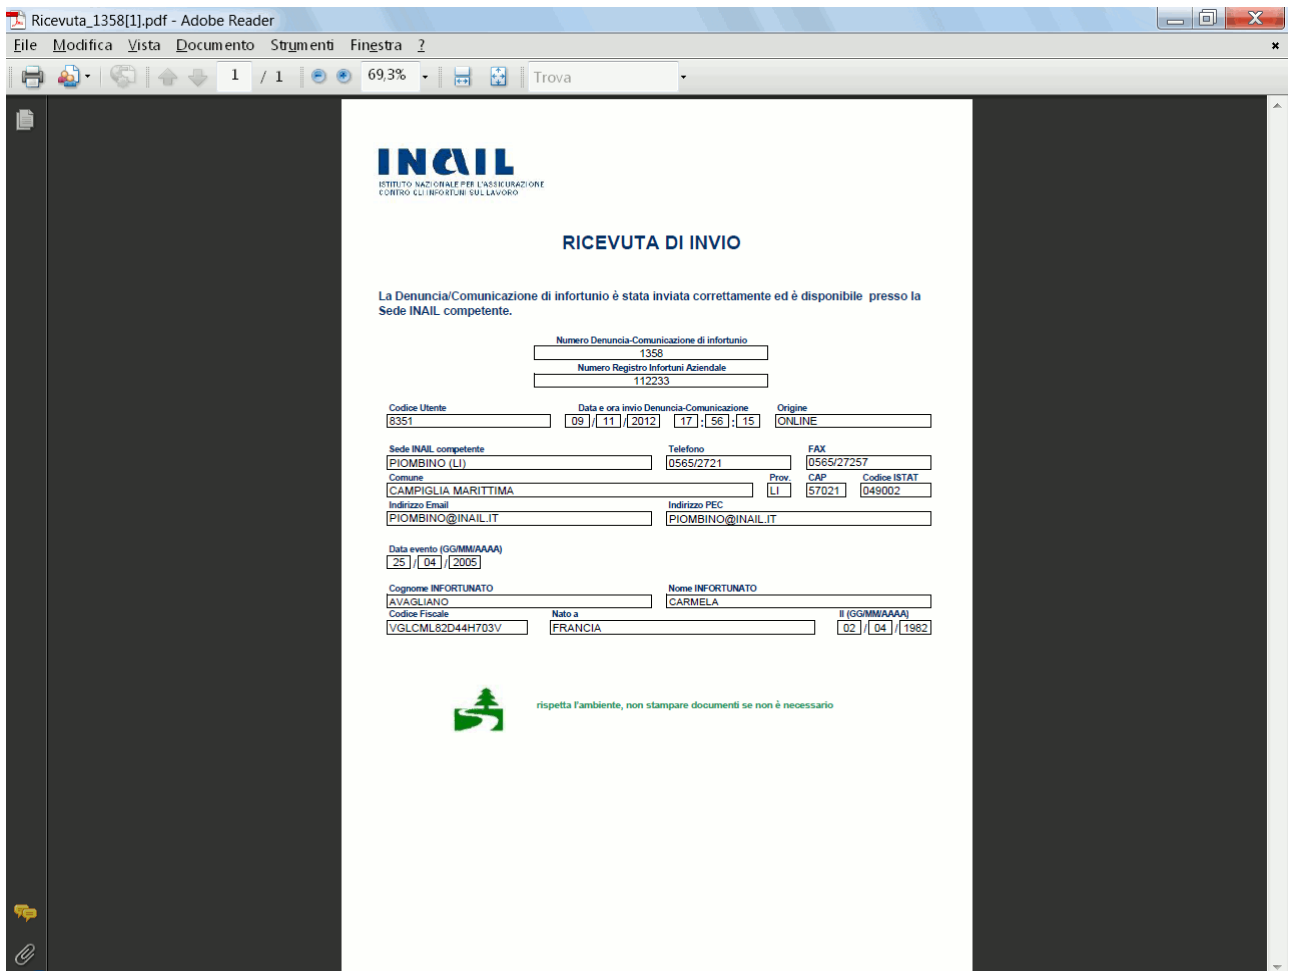 Ricevuta_1358[1].pdf - Adobe Reader
File Modifica Vista Documento Strumenti Finestra ?
1 / 1 69,3% Trova
INAIL
ISTITUTO NAZIONALE PER L'ASSICURAZIONE
CONTRO GLI INFORTUNI SUL LAVORO
RICEVUTA DI INVIO
La Denuncia/Comunicazione di infortunio è stata inviata correttamente ed è disponibile presso la
Sede INAIL competente.
Numero Denuncia-Comunicazione di infortunio
1358
Numero Registro Infortuni Aziendale
112233
Codice Utente Data e ora invio Denuncia-Comunicazione Origine
8351 09 / 11 / 2012 17 : 56 : 15 ONLINE
Sede INAIL competente Telefono FAX
PIOMBINO (LI) 0565/2721 0565/27257
Comune Prov. CAP Codice ISTAT
CAMPIGLIA MARITTIMA LI 57021 049002
Indirizzo Email Indirizzo PEC
PIOMBINO@INAIL.IT PIOMBINO@INAIL.IT
Data evento (GG/MM/AAAA)
25 / 04 / 2005
Cognome INFORTUNATO Nome INFORTUNATO
AVAGLIANO CARMELA
Codice Fiscale Nato a Il (GG/MM/AAAA)
VGLCML82D44H703V FRANCIA 02 / 04 / 1982
rispetta l'ambiente, non stampare documenti se non è necessario